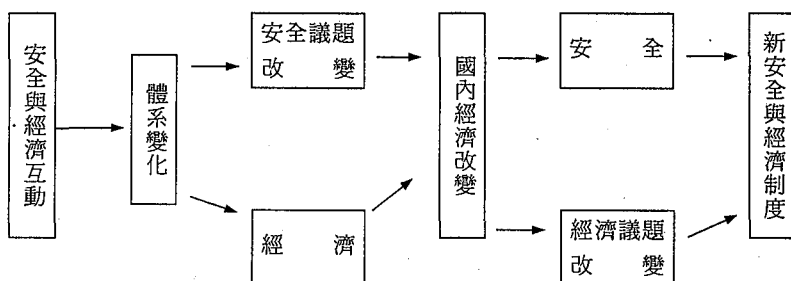 安全與經濟互動
體系變化
安全議題
改變
經濟
國內經濟改變
安全
經濟議題
改變
新安全與經濟制度